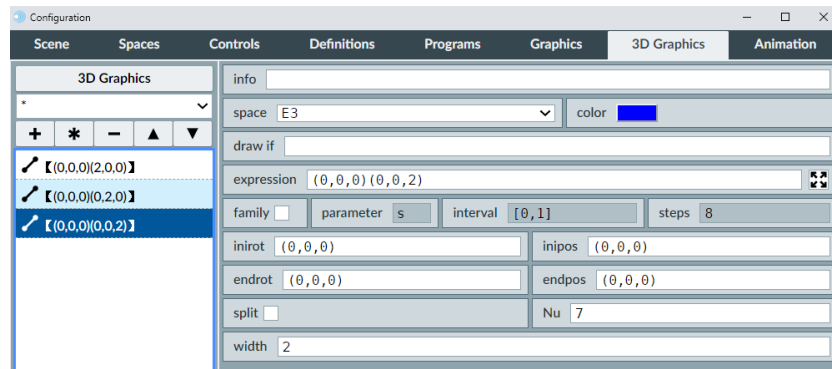 Configuration
Scene Spaces Controls Definitions Programs Graphics 3D Graphics Animation
3D Graphics
*
+ * − ▲ ▼
【(0,0,0)(2,0,0)】
【(0,0,0)(0,2,0)】
【(0,0,0)(0,0,2)】
info
space E3 color
draw if
expression (0,0,0)(0,0,2)
family parameter s interval [0,1] steps 8
inirot (0,0,0) inipos (0,0,0)
endrot (0,0,0) endpos (0,0,0)
split Nu 7
width 2